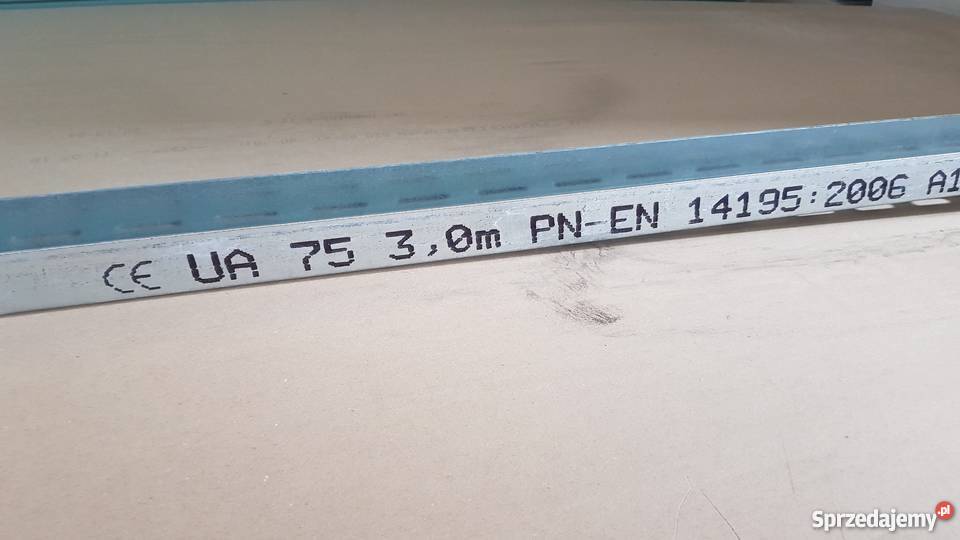 CE UA 75 3,0m PN-EN 14195:2006 A1
Sprzedajemy.pl